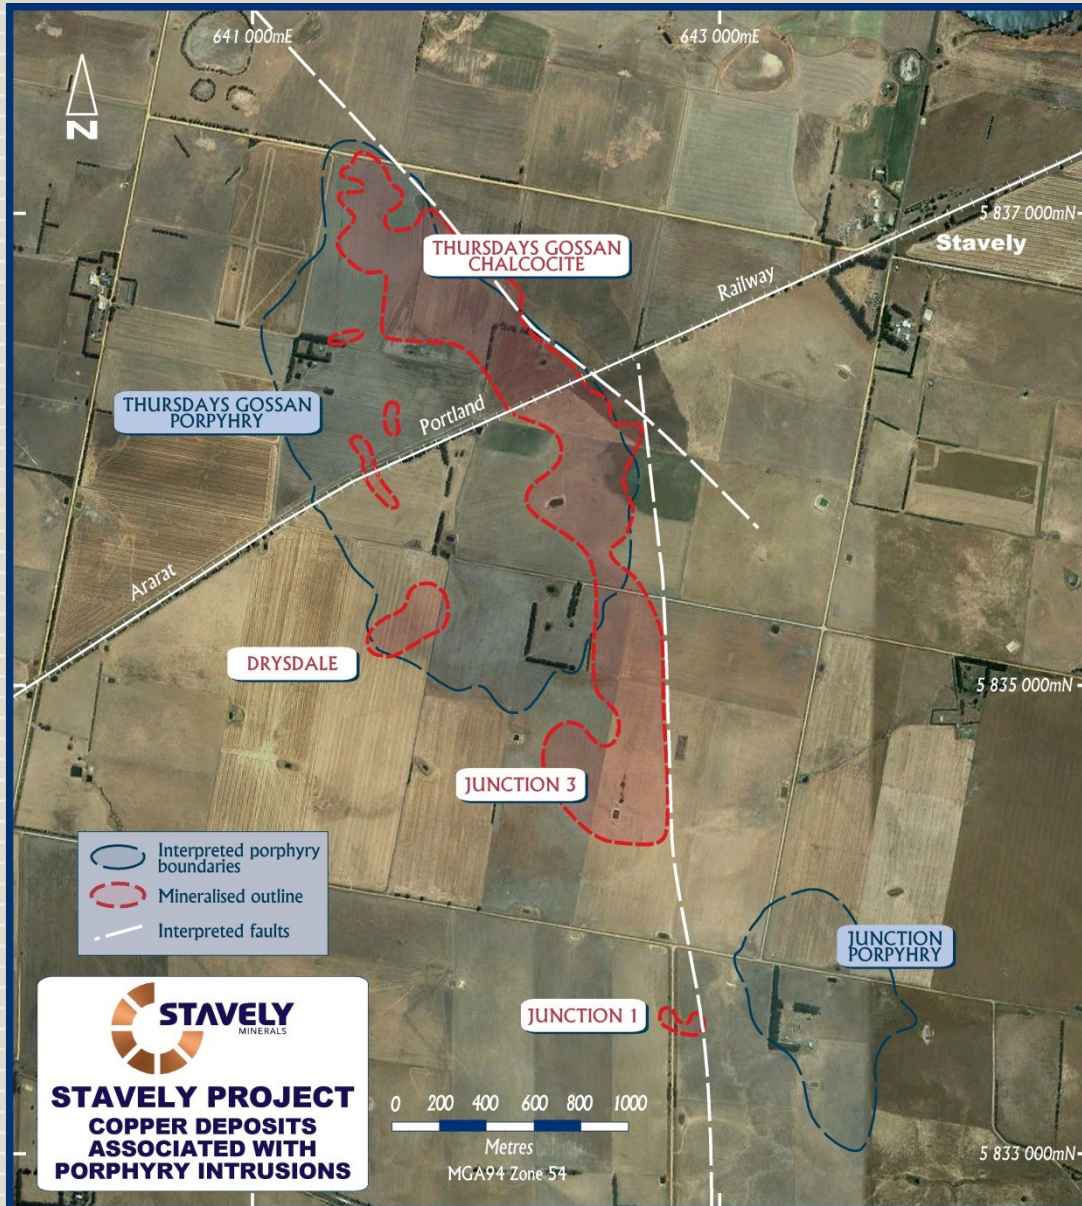 641 000mE
643 000mE
N
5 837 000mN
Stavely
THURSDAYS GOSSAN
CHALCOCITE
Railway
THURSDAYS GOSSAN
PORPYHRY
Portland
Ararat
DRYSDALE
5 835 000mN
JUNCTION 3
Interpreted porphyry
boundaries
Mineralised outline
Interpreted faults
JUNCTION
PORPYHRY
JUNCTION 1
STAVELY
MINERALS
STAVELY PROJECT
COPPER DEPOSITS
ASSOCIATED WITH
PORPHYRY INTRUSIONS
0 200 400 600 800 1000
Metres
MGA94 Zone 54
5 833 000mN